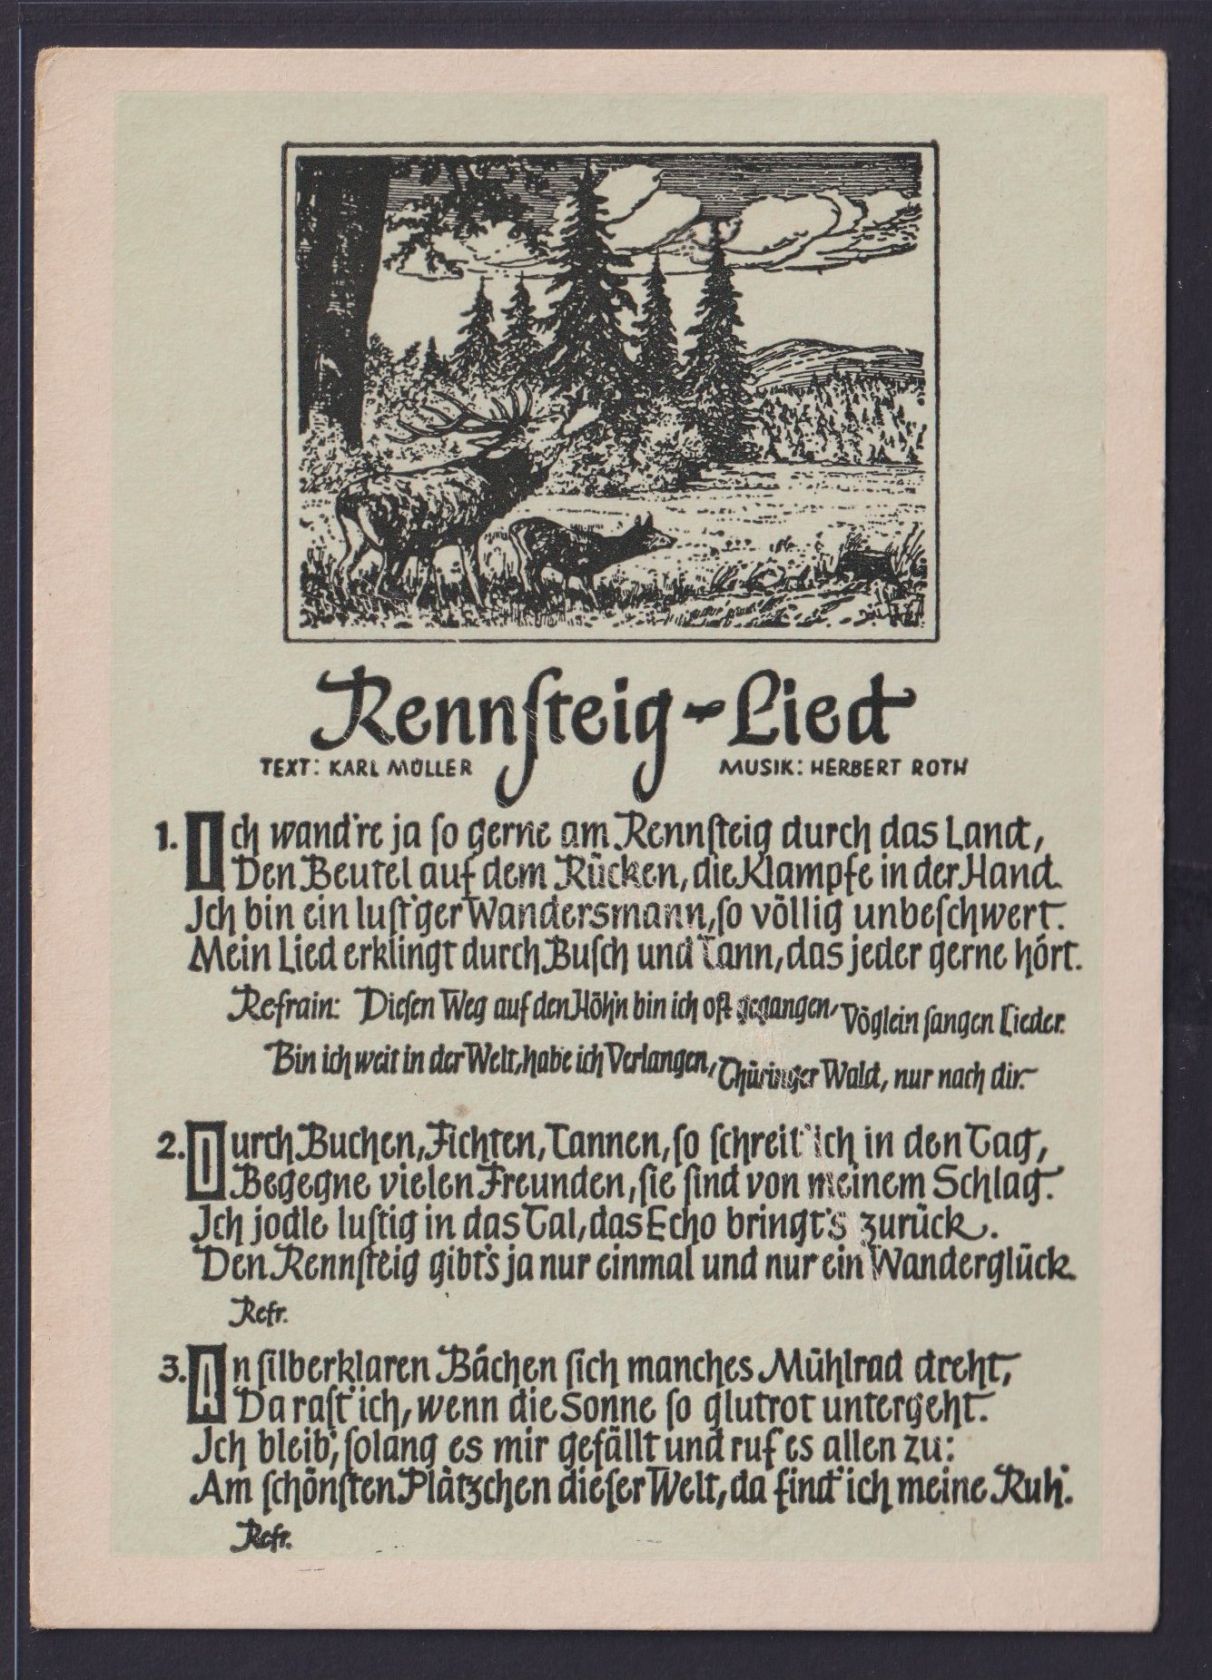 Rennſteig-Lied
TEXT: KARL MÜLLER
MUSIK: HERBERT ROTH
1. Ich wand're ja ſo gerne am Rennſteig durch das Land,
Den Beutel auf dem Rücken, die Klampfe in der Hand.
Ich bin ein luſt'ger Wandersmann, ſo völlig unbeſchwert.
Mein Lied erklingt durch Buſch und Tann, das jeder gerne hört.
Refrain: Dieſen Weg auf den Höh'n bin ich oft gegangen, Vöglein ſangen Lieder.
Bin ich weit in der Welt, habe ich Verlangen, Thüringer Wald, nur nach dir.
2. Durch Buchen, Fichten, Tannen, ſo ſchreit' ich in den Tag,
Begegne vielen Freunden, ſie ſind von meinem Schlag.
Ich jodle luſtig in das Tal, das Echo bringt's zurück.
Den Rennſteig gibt's ja nur einmal und nur ein Wanderglück.
Refr.
3. An ſilberklaren Bächen ſich manches Mühlrad dreht,
Da raſt' ich, wenn die Sonne ſo glutrot untergeht.
Ich bleib', ſolang es mir gefällt und ruf' es allen zu:
Am ſchönſten Plätzchen dieſer Welt, da find' ich meine Ruh'.
Refr.